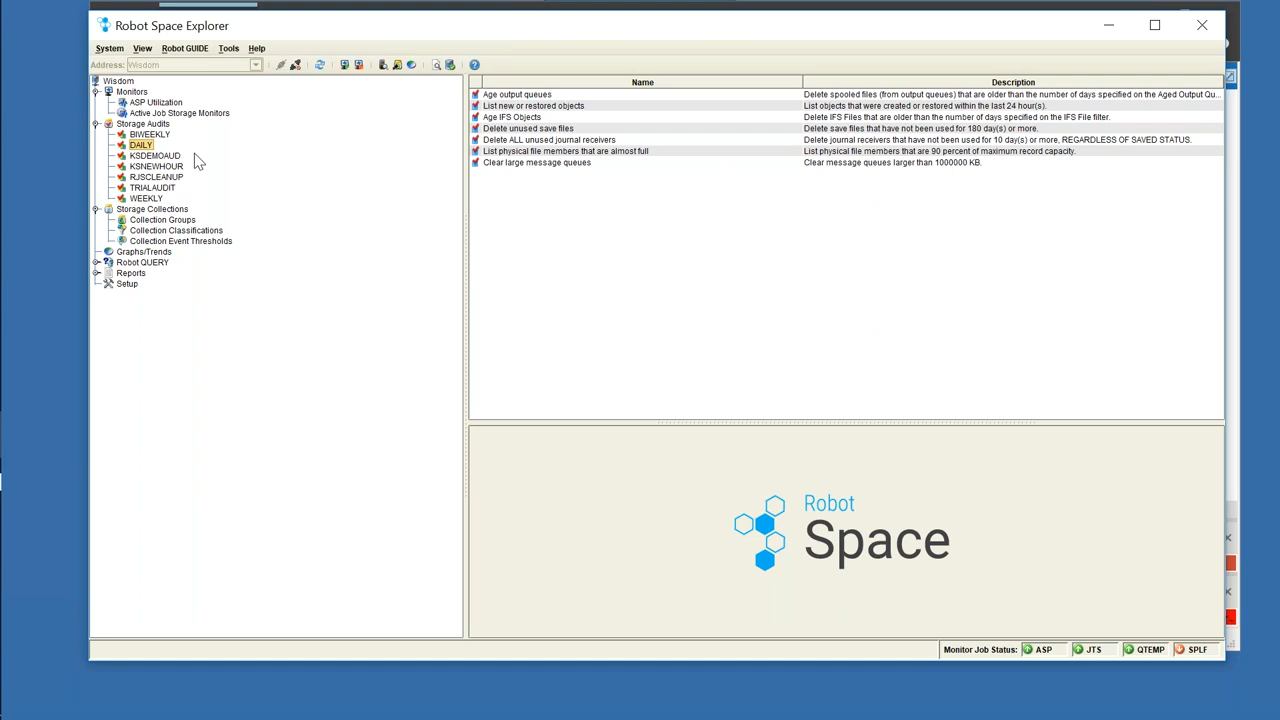 Robot Space Explorer
System View Robot GUIDE Tools Help
Address: Wisdom
Wisdom
Monitors
ASP Utilization
Active Job Storage Monitors
Storage Audits
BIWEEKLY
DAILY
KSDEMOAUD
KSNEWHOUR
RJSCLEANUP
TRIALAUDIT
WEEKLY
Storage Collections
Collection Groups
Collection Classifications
Collection Event Thresholds
Graphs/Trends
Robot QUERY
Reports
Setup
Name Description
Age output queues Delete spooled files (from output queues) that are older than the number of days specified on the Aged Output Qu...
List new or restored objects List objects that were created or restored within the last 24 hour(s).
Age IFS Objects Delete IFS Files that are older than the number of days specified on the IFS File filter.
Delete unused save files Delete save files that have not been used for 180 day(s) or more.
Delete ALL unused journal receivers Delete journal receivers that have not been used for 10 day(s) or more, REGARDLESS OF SAVED STATUS.
List physical file members that are almost full List physical file members that are 90 percent of maximum record capacity.
Clear large message queues Clear message queues larger than 1000000 KB.
Robot
Space
Monitor Job Status: ASP JTS QTEMP SPLF